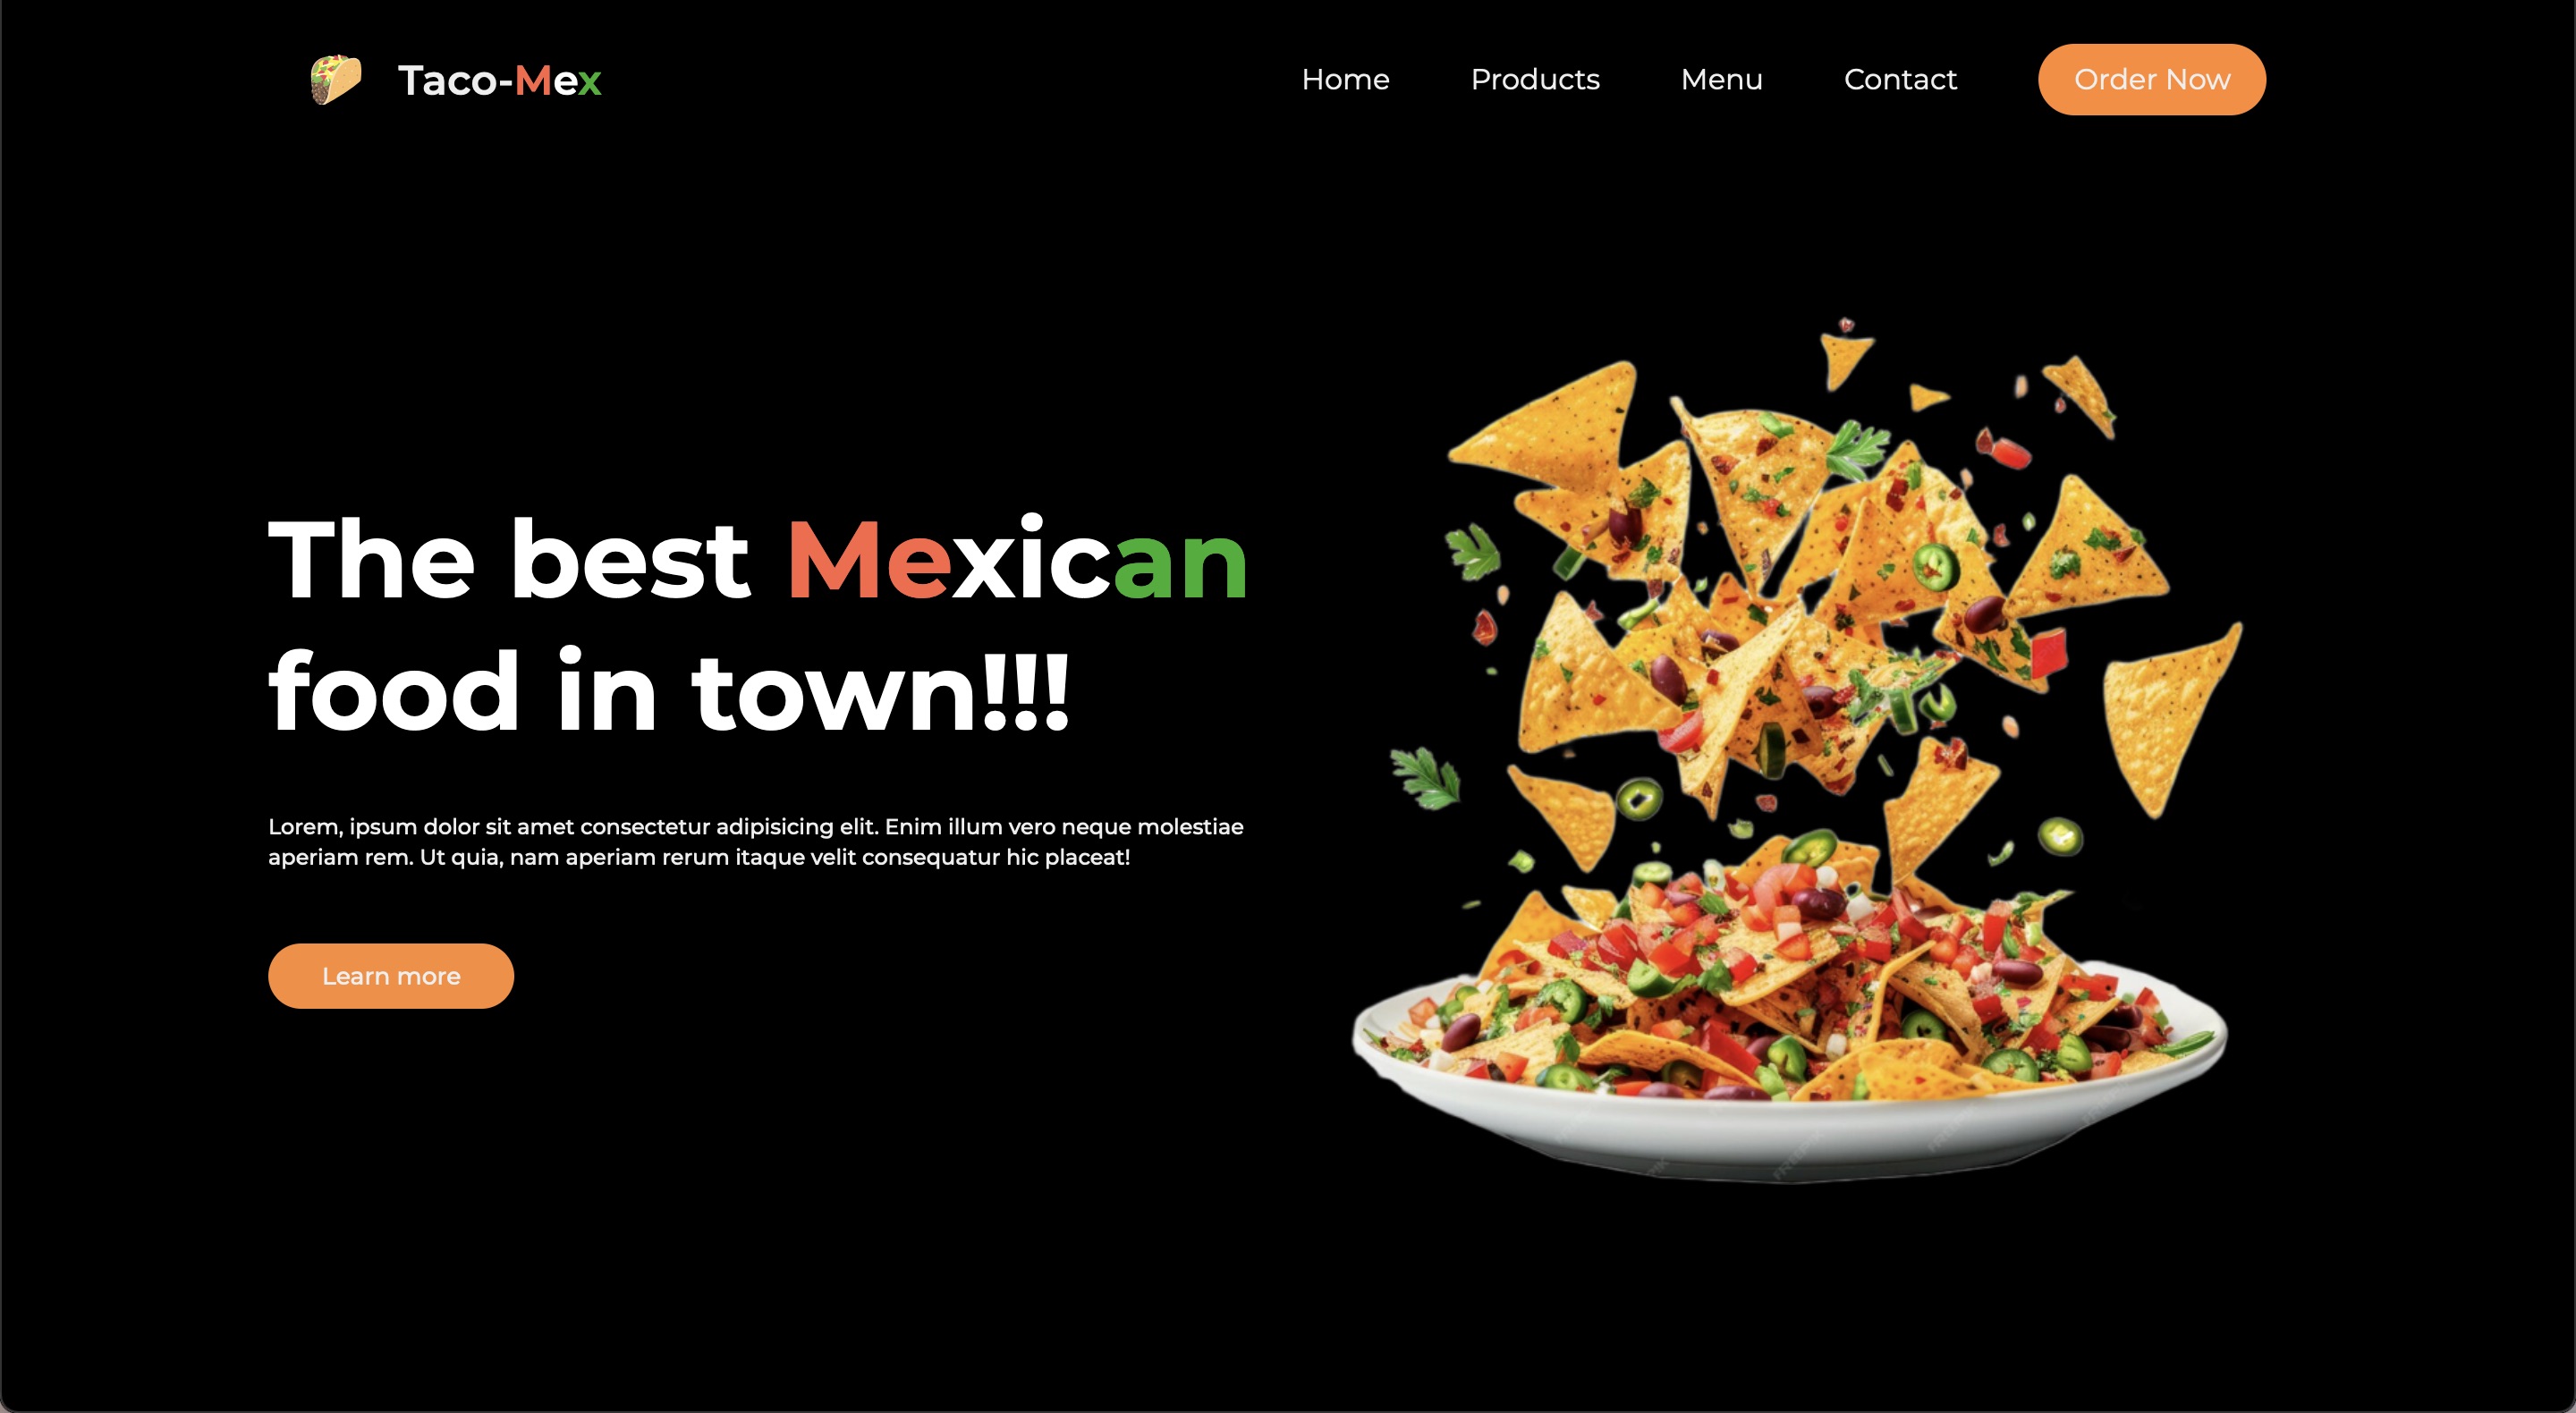 Taco-Mex
Home
Products
Menu
Contact
Order Now
The best Mexican
food in town!!!
Lorem, ipsum dolor sit amet consectetur adipisicing elit. Enim illum vero neque molestiae
aperiam rem. Ut quia, nam aperiam rerum itaque velit consequatur hic placeat!
Learn more